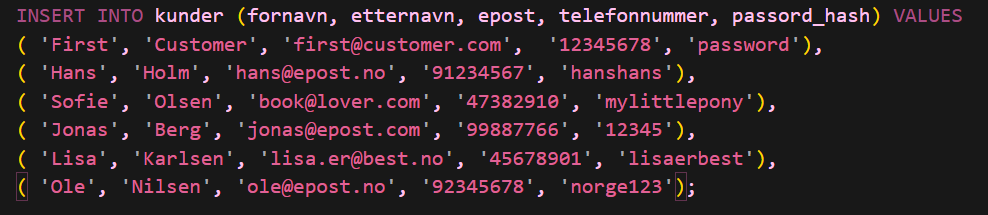 INSERT INTO kunder (fornavn, etternavn, epost, telefonnummer, passord_hash) VALUES
( 'First', 'Customer', 'first@customer.com',  '12345678', 'password'),
( 'Hans', 'Holm', 'hans@epost.no', '91234567', 'hanshans'),
( 'Sofie', 'Olsen', 'book@lover.com', '47382910', 'mylittlepony'),
( 'Jonas', 'Berg', 'jonas@epost.com', '99887766', '12345'),
( 'Lisa', 'Karlsen', 'lisa.er@best.no', '45678901', 'lisaerbest'),
( 'Ole', 'Nilsen', 'ole@epost.no', '92345678', 'norge123');